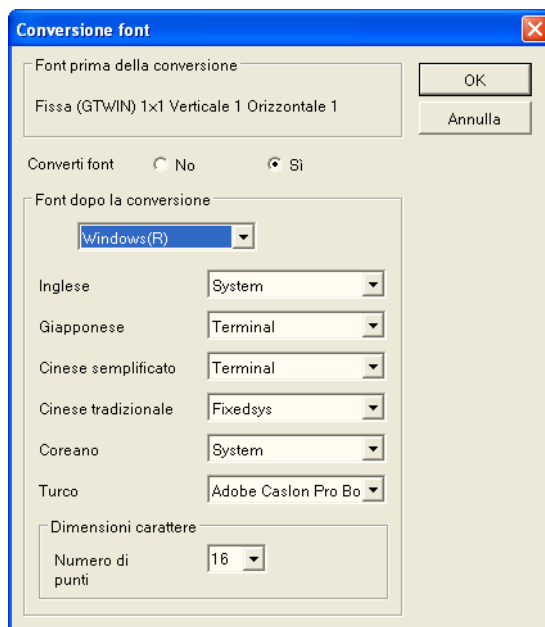 Conversione font
Font prima della conversione
Fissa (GTWIN) 1x1 Verticale 1 Orizzontale 1
OK
Annulla
Converti font No Sì
Font dopo la conversione
Windows(R)
Inglese System
Giapponese Terminal
Cinese semplificato Terminal
Cinese tradizionale Fixedsys
Coreano System
Turco Adobe Caslon Pro Bo
Dimensioni carattere
Numero di 16
punti